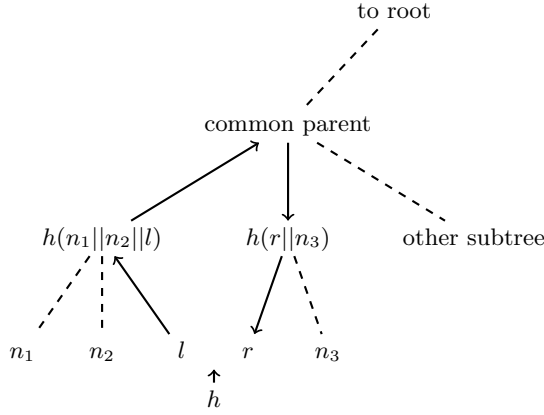 to root
common parent
h(n₁||n₂||l) h(r||n₃) other subtree
n₁ n₂ l r n₃
h